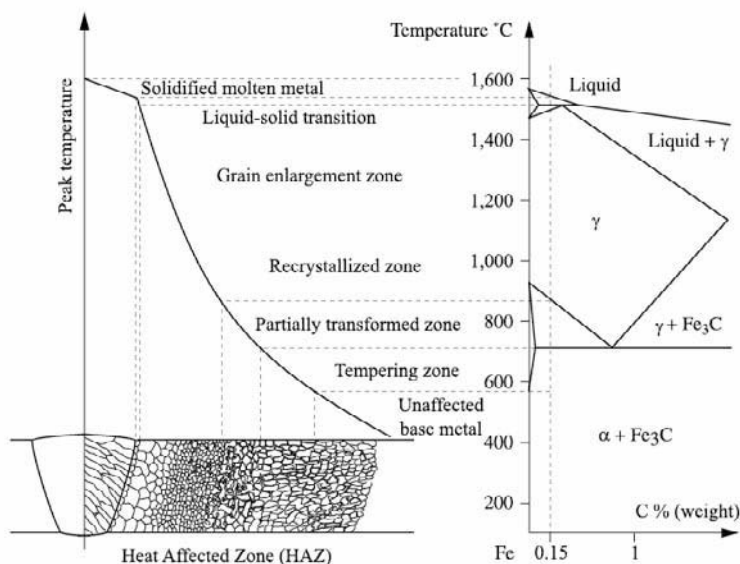 Temperature °C
Peak temperature
Solidified molten metal
Liquid-solid transition
Grain enlargement zone
Recrystallized zone
Partially transformed zone
Tempering zone
Unaffected
base metal
Heat Affected Zone (HAZ)
1,600
1,400
1,200
1,000
800
600
400
200
Liquid
Liquid + γ
γ
γ + Fe₃C
α + Fe₃C
C % (weight)
Fe
0.15
1